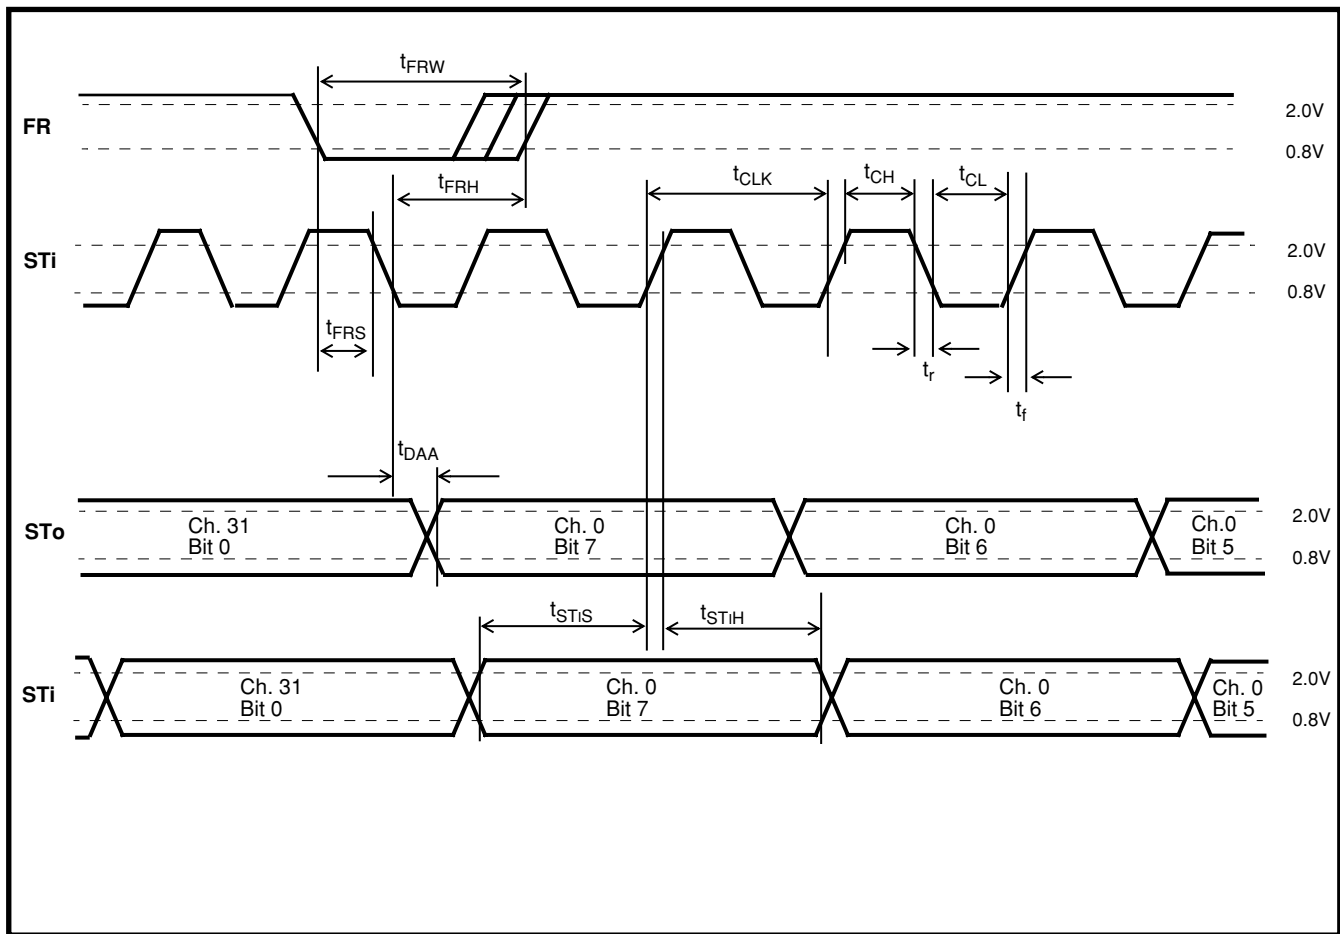 tFRW
FR
2.0V
0.8V
tFRH
tCLK
tCH
tCL
STi
2.0V
0.8V
tFRS
tr
tf
tDAA
STo
Ch. 31
Bit 0
Ch. 0
Bit 7
Ch. 0
Bit 6
Ch.0
Bit 5
2.0V
0.8V
tSTiS
tSTiH
STi
Ch. 31
Bit 0
Ch. 0
Bit 7
Ch. 0
Bit 6
Ch. 0
Bit 5
2.0V
0.8V